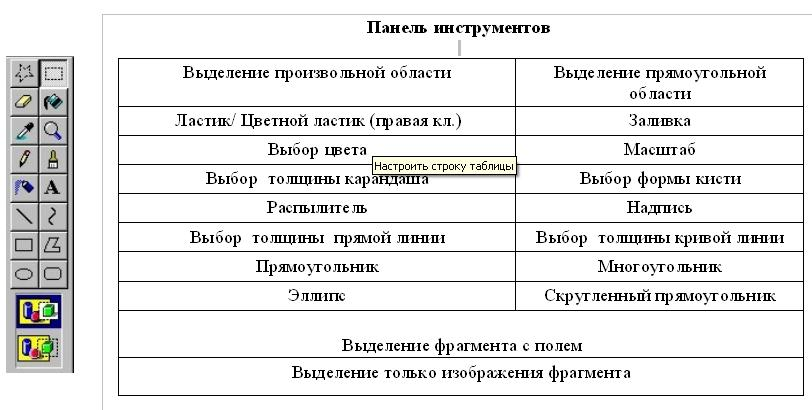 Панель инструментов
Выделение произвольной области
Выделение прямоугольной
области
Ластик/ Цветной ластик (правая кл.)
Заливка
Выбор цвета
Масштаб
Настроить строку таблицы
Выбор толщины карандаша
Выбор формы кисти
Распылитель
Надпись
Выбор толщины прямой линии
Выбор толщины кривой линии
Прямоугольник
Многоугольник
Эллипс
Скругленный прямоугольник
Выделение фрагмента с полем
Выделение только изображения фрагмента
A